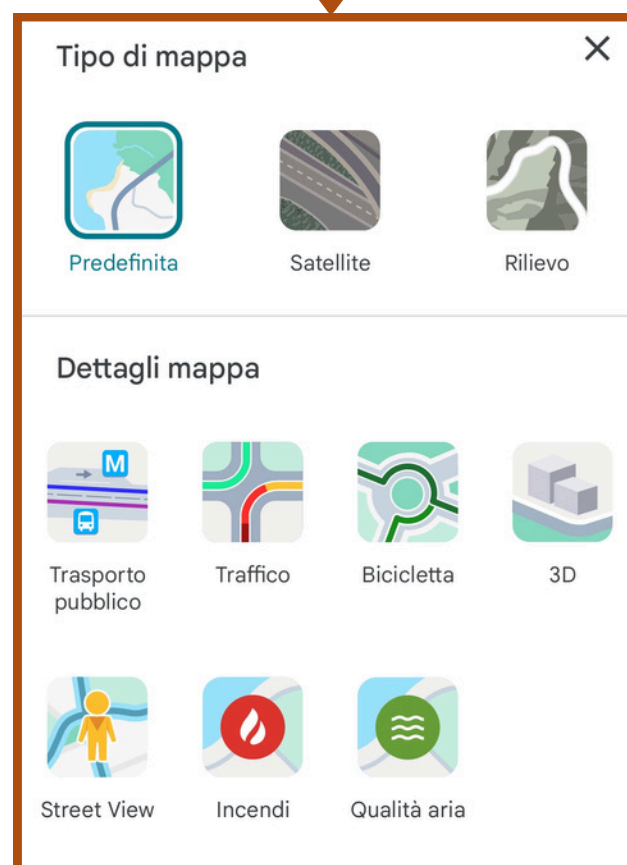 Tipo di mappa
Predefinita
Satellite
Rilievo
Dettagli mappa
M
Trasporto
pubblico
Traffico
Bicicletta
3D
Street View
Incendi
Qualità aria